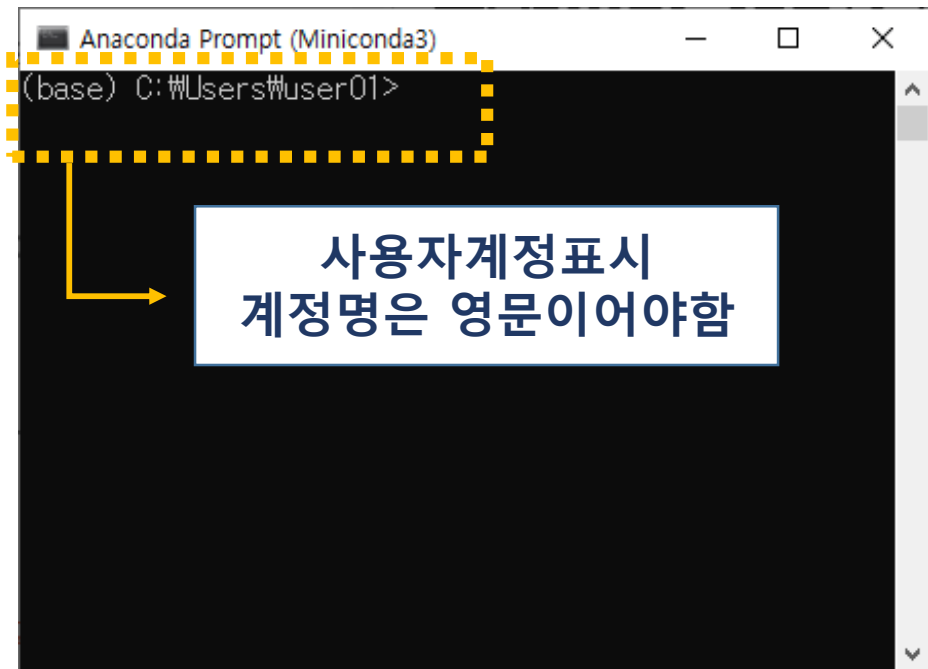 Anaconda Prompt (Miniconda3)
(base) C:₩Users₩user01>
사용자계정표시
계정명은 영문이어야함